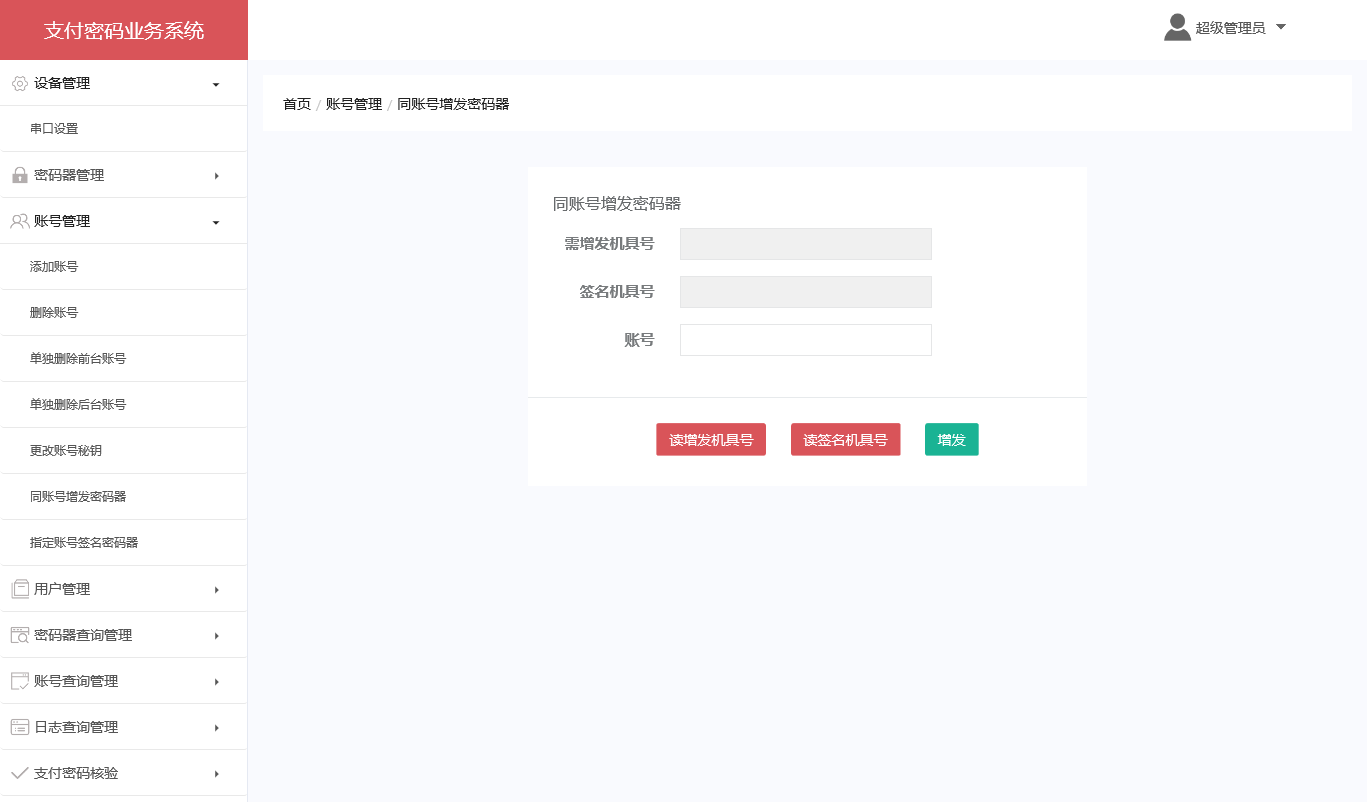 支付密码业务系统
超级管理员
设备管理
串口设置
密码器管理
账号管理
添加账号
删除账号
单独删除前台账号
单独删除后台账号
更改账号秘钥
同账号增发密码器
指定账号签名密码器
用户管理
密码器查询管理
账号查询管理
日志查询管理
支付密码核验
首页 / 账号管理 / 同账号增发密码器
同账号增发密码器
需增发机具号
签名机具号
账号
读增发机具号 读签名机具号 增发